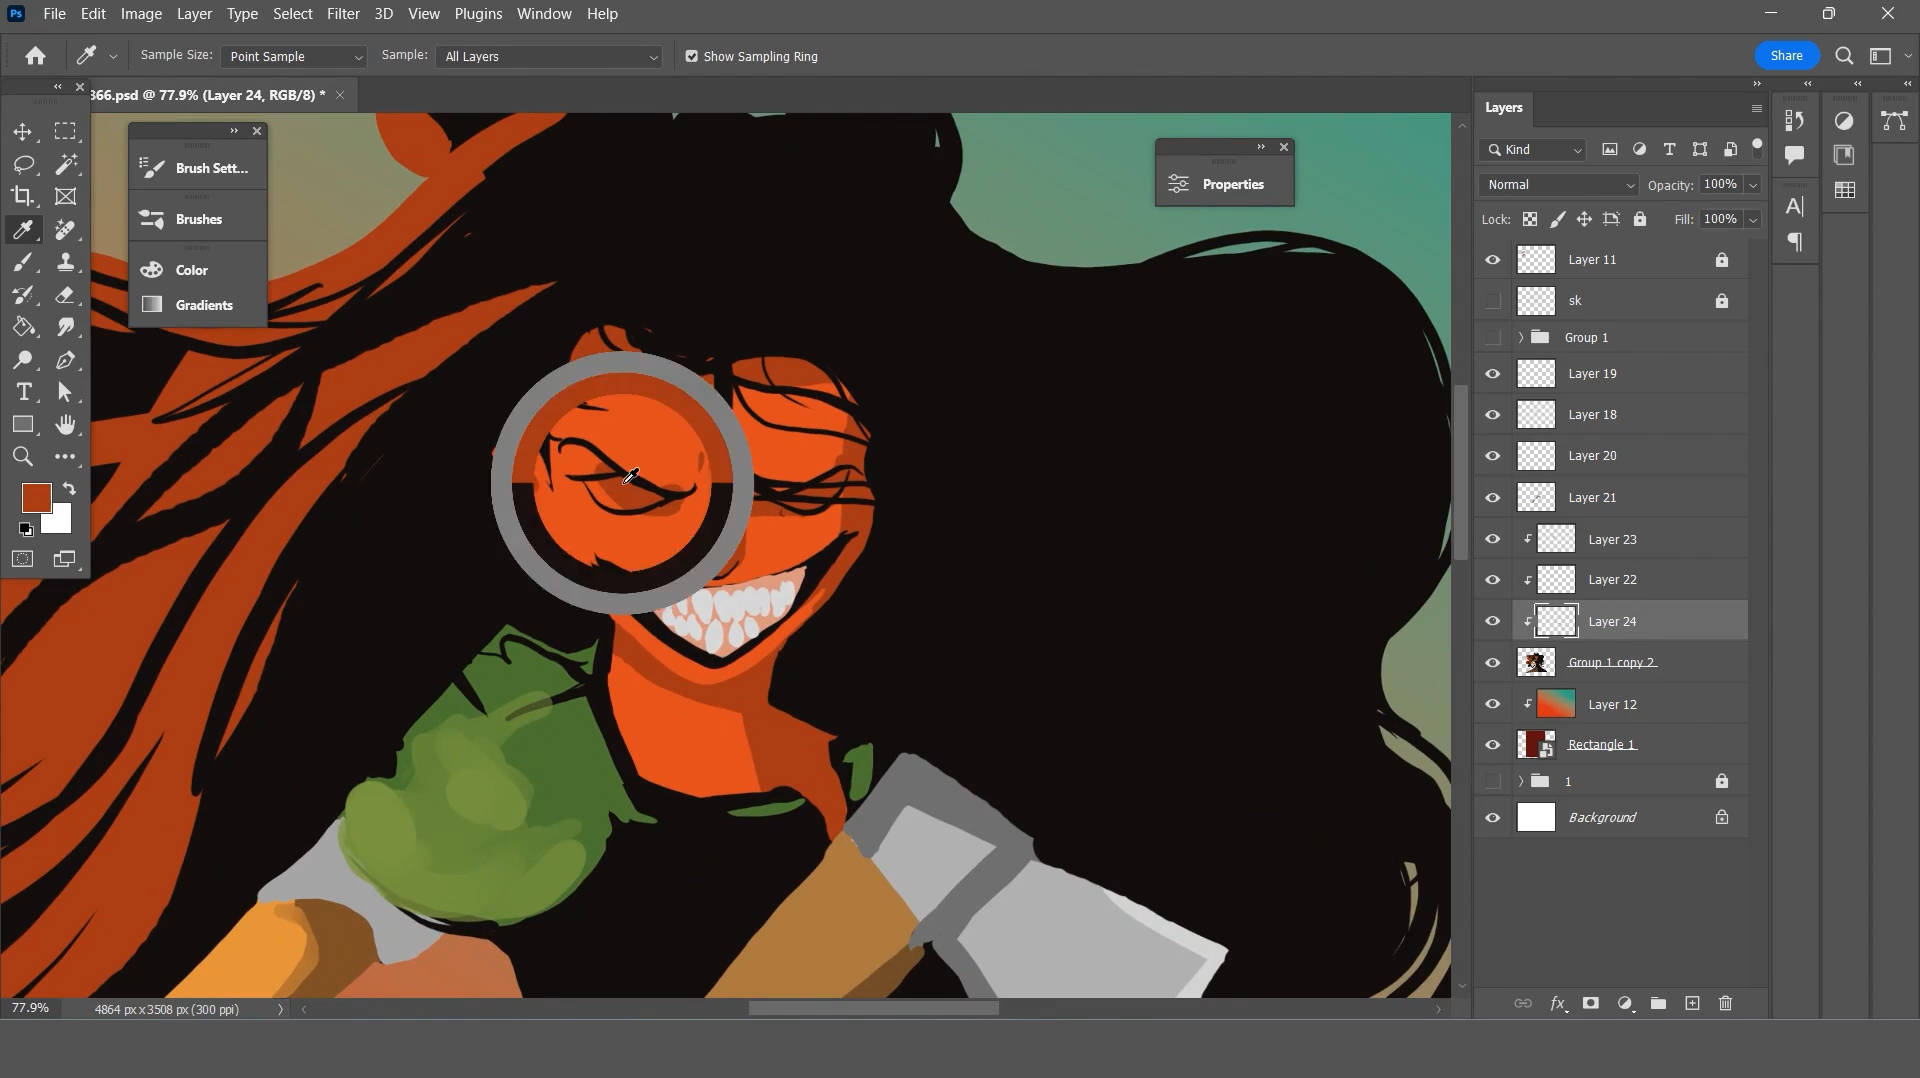 Ps File Edit Image Layer Type Select Filter 3D View Plugins Window Help
Sample Size: Point Sample Sample: All Layers Show Sampling Ring Share
366.psd @ 77.9% (Layer 24, RGB/8) *
Brush Sett...
Brushes
Color
Gradients
Properties
Layers
Kind
Normal Opacity: 100%
Lock: Fill: 100%
Layer 11
sk
Group 1
Layer 19
Layer 18
Layer 20
Layer 21
Layer 23
Layer 22
Layer 24
Group 1 copy 2
Layer 12
Rectangle 1
1
Background
77.9% 4864 px x 3508 px (300 ppi)